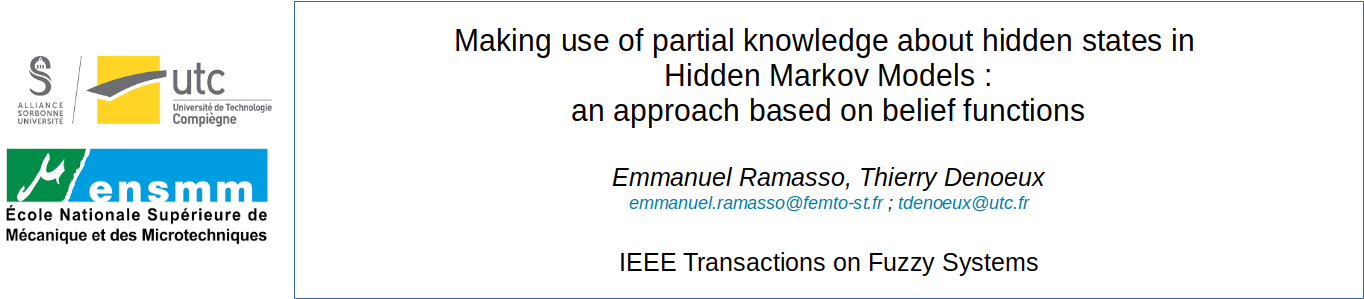 ALLIANCE
SORBONNE
UNIVERSITÉ
utc
Université de Technologie
Compiègne
µ ensmm
École Nationale Supérieure de
Mécanique et des Microtechniques
Making use of partial knowledge about hidden states in
Hidden Markov Models :
an approach based on belief functions
Emmanuel Ramasso, Thierry Denoeux
emmanuel.ramasso@femto-st.fr ; tdenoeux@utc.fr
IEEE Transactions on Fuzzy Systems